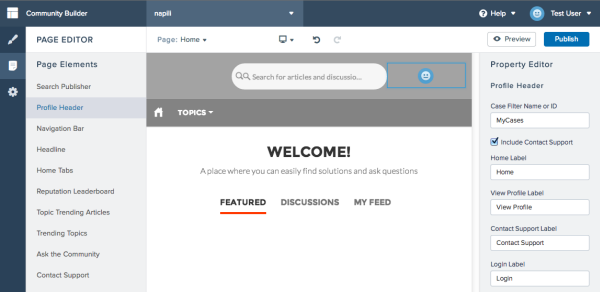 Community Builder
napili
Help
Test User
PAGE EDITOR
Page: Home
Preview
Publish
Page Elements
Search Publisher
Profile Header
Navigation Bar
Headline
Home Tabs
Reputation Leaderboard
Topic Trending Articles
Trending Topics
Ask the Community
Contact Support
Search for articles and discussio...
TOPICS
WELCOME!
A place where you can easily find solutions and ask questions
FEATURED DISCUSSIONS MY FEED
Property Editor
Profile Header
Case Filter Name or ID
MyCases
Include Contact Support
Home Label
Home
View Profile Label
View Profile
Contact Support Label
Contact Support
Login Label
Login